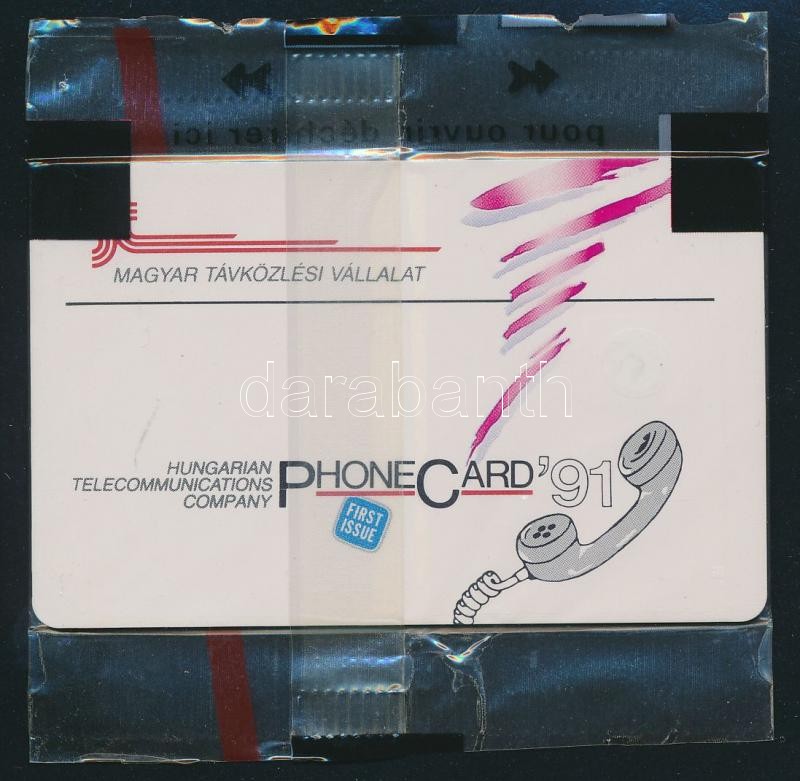 pour ouvrir déchirer ici
MAGYAR TÁVKÖZLÉSI VÁLLALAT
darabanth
HUNGARIAN
TELECOMMUNICATIONS
COMPANY
PHONECARD '91
FIRST
ISSUE